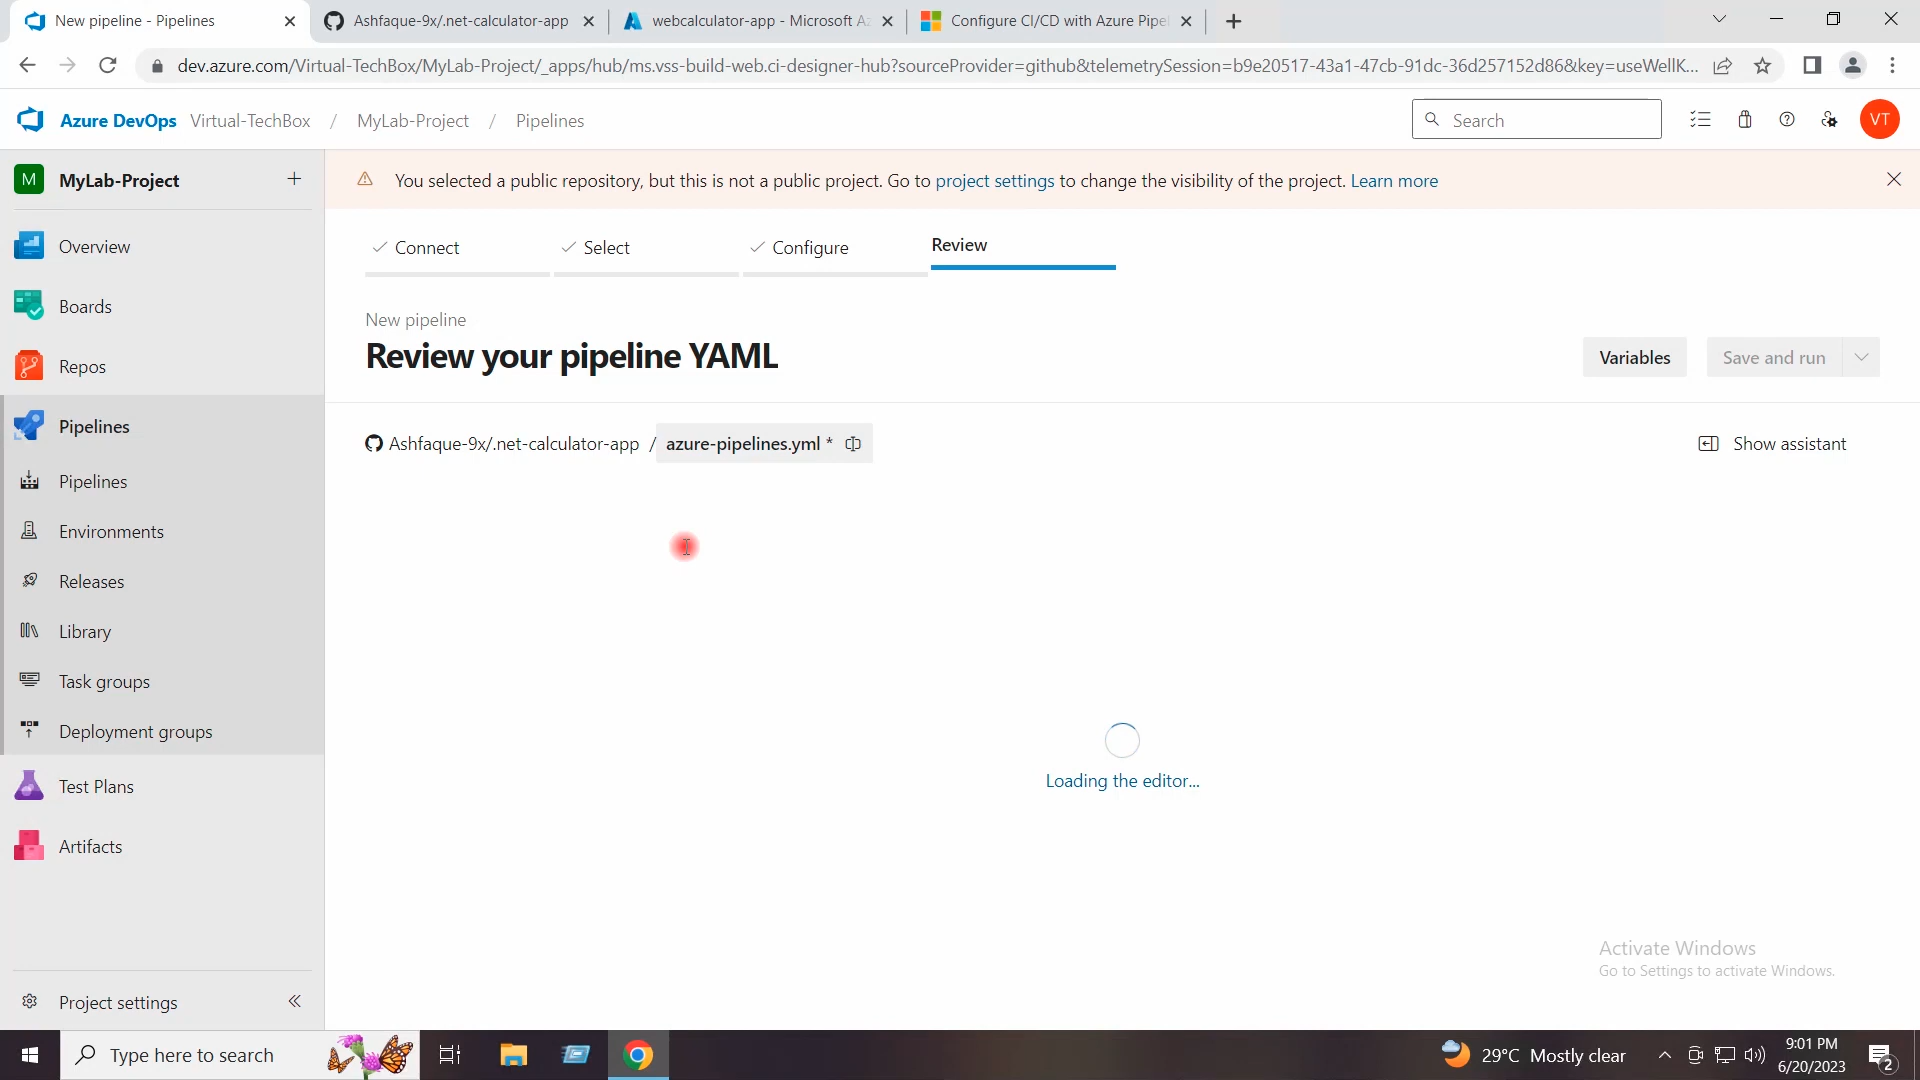 New pipeline - Pipelines
Ashfaque-9x/.net-calculator-app
webcalculator-app - Microsoft Az
Configure CI/CD with Azure Pipel
dev.azure.com/Virtual-TechBox/MyLab-Project/_apps/hub/ms.vss-build-web.ci-designer-hub?sourceProvider=github&telemetrySession=b9e20517-43a1-47cb-91dc-36d257152d86&key=useWellK...
Azure DevOps Virtual-TechBox / MyLab-Project / Pipelines
Search
VT
M MyLab-Project
You selected a public repository, but this is not a public project. Go to project settings to change the visibility of the project. Learn more
Overview
Boards
Repos
Pipelines
Pipelines
Environments
Releases
Library
Task groups
Deployment groups
Test Plans
Artifacts
Project settings
Connect
Select
Configure
Review
New pipeline
Review your pipeline YAML
Variables
Save and run
Ashfaque-9x/.net-calculator-app / azure-pipelines.yml *
Show assistant
Loading the editor...
Activate Windows
Go to Settings to activate Windows.
Type here to search
29°C Mostly clear
9:01 PM
6/20/2023
2